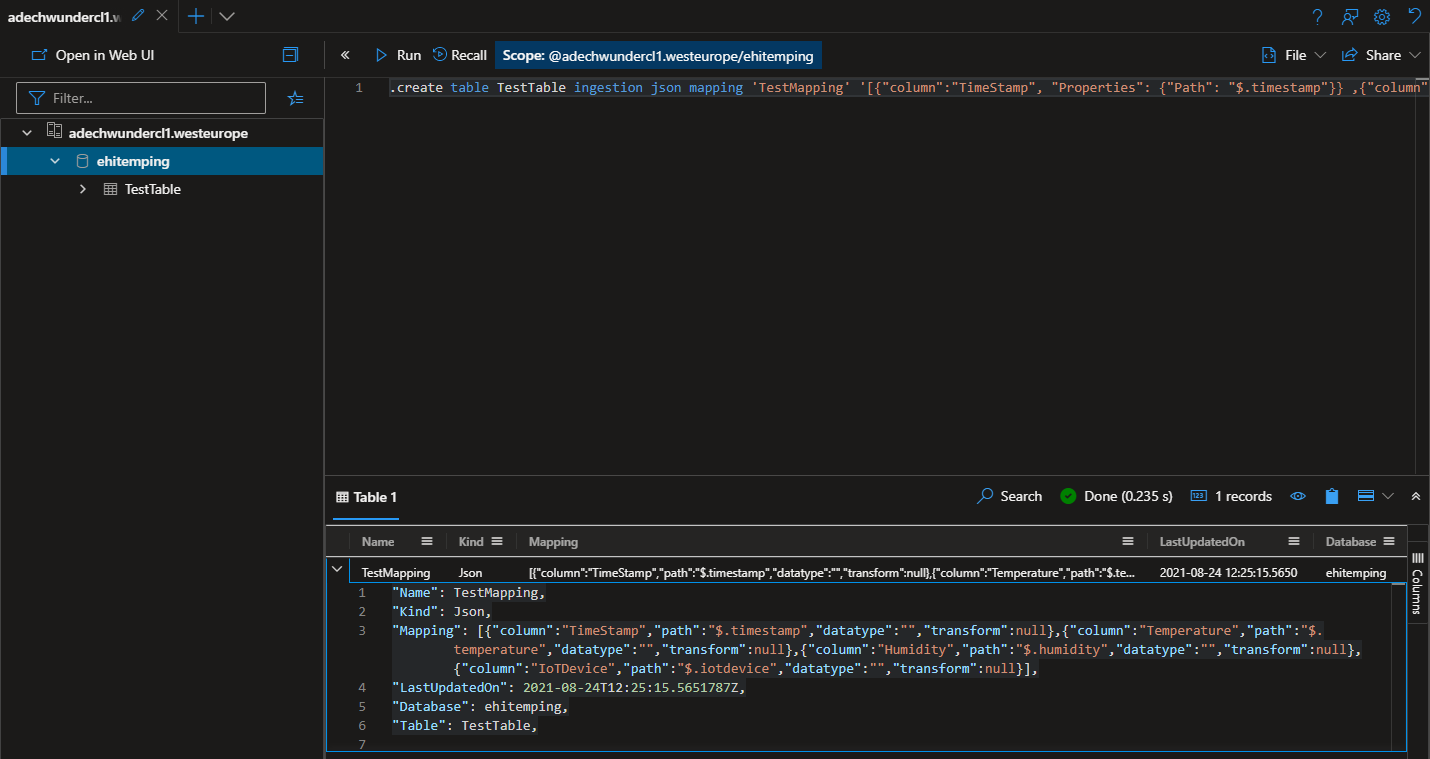 adechwundercl1.w
Open in Web UI
Run Recall Scope: @adechwundercl1.westeurope/ehitemping File Share
Filter...
adechwundercl1.westeurope
ehitemping
TestTable
1 .create table TestTable ingestion json mapping 'TestMapping' '[{"column":"TimeStamp", "Properties": {"Path": "$.timestamp"}} ,{"column"
Table 1 Search Done (0.235 s) 123 1 records
Name Kind Mapping LastUpdatedOn Database
TestMapping Json [{"column":"TimeStamp","path":"$.timestamp","datatype":"","transform":null},{"column":"Temperature","path":"$.te... 2021-08-24 12:25:15.5650 ehitemping
1 "Name": TestMapping,
2 "Kind": Json,
3 "Mapping": [{"column":"TimeStamp","path":"$.timestamp","datatype":"","transform":null},{"column":"Temperature","path":"$.
temperature","datatype":"","transform":null},{"column":"Humidity","path":"$.humidity","datatype":"","transform":null},
{"column":"IoTDevice","path":"$.iotdevice","datatype":"","transform":null}],
4 "LastUpdatedOn": 2021-08-24T12:25:15.5651787Z,
5 "Database": ehitemping,
6 "Table": TestTable,
7
Columns